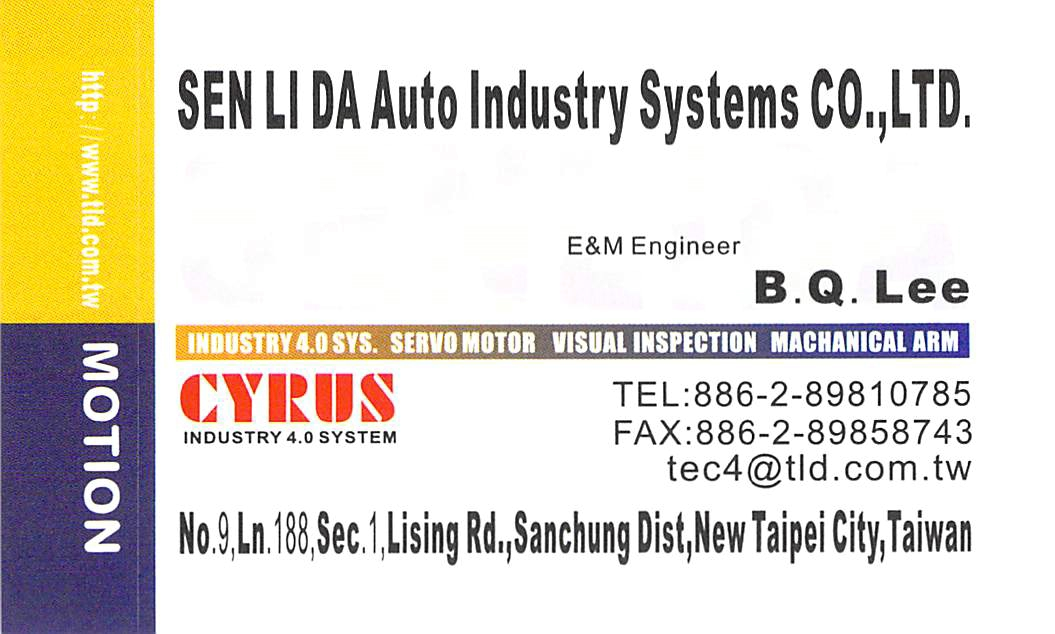 http://www.tld.com.tw
MOTION
SEN LI DA Auto Industry Systems CO.,LTD.
E&M Engineer
B.Q. Lee
INDUSTRY 4.0 SYS. SERVO MOTOR VISUAL INSPECTION MACHANICAL ARM
CYRUS
INDUSTRY 4.0 SYSTEM
TEL:886-2-89810785
FAX:886-2-89858743
tec4@tld.com.tw
No.9,Ln.188,Sec.1,Lising Rd.,Sanchung Dist,New Taipei City,Taiwan